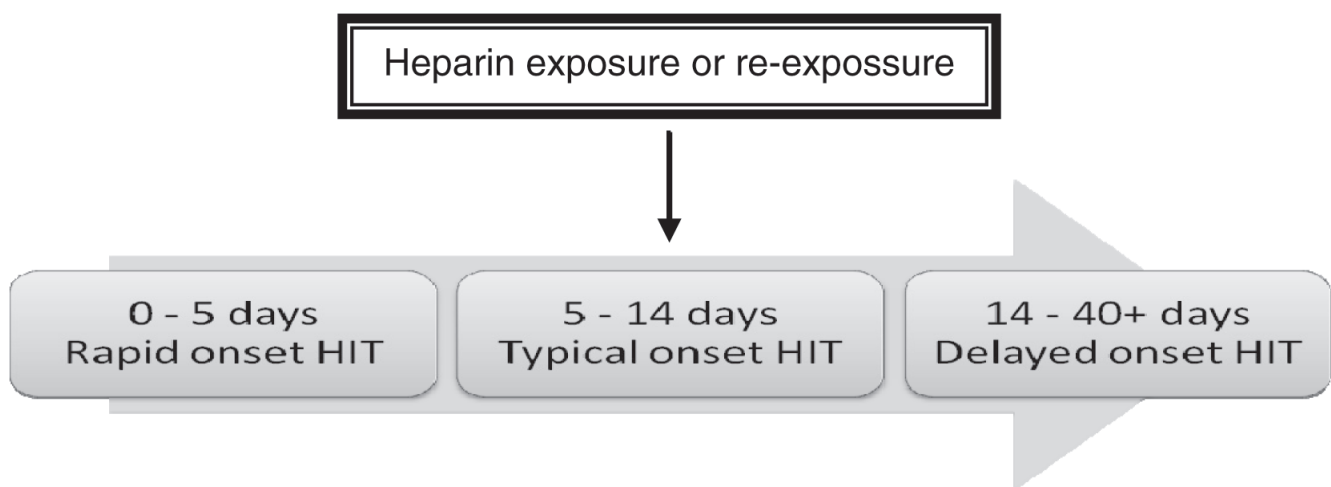 Heparin exposure or re-expossure
0 - 5 days
Rapid onset HIT
5 - 14 days
Typical onset HIT
14 - 40+ days
Delayed onset HIT